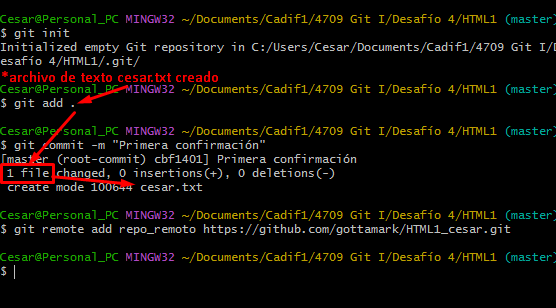 Cesar@Personal_PC MINGW32 ~/Documents/Cadif1/4709 Git I/Desafío 4/HTML1 (master)
$ git init
Initialized empty Git repository in C:/Users/Cesar/Documents/Cadif1/4709 Git I/D
esafío 4/HTML1/.git/
*archivo de texto cesar.txt creado
Cesar@Personal_PC MINGW32 ~/Documents/Cadif1/4709 Git I/Desafío 4/HTML1 (master)
$ git add .
Cesar@Personal_PC MINGW32 ~/Documents/Cadif1/4709 Git I/Desafío 4/HTML1 (master)
$ git commit -m "Primera confirmación"
[master (root-commit) cbf1401] Primera confirmación
1 file changed, 0 insertions(+), 0 deletions(-)
create mode 100644 cesar.txt
Cesar@Personal_PC MINGW32 ~/Documents/Cadif1/4709 Git I/Desafío 4/HTML1 (master)
$ git remote add repo_remoto https://github.com/gottamark/HTML1_cesar.git
Cesar@Personal_PC MINGW32 ~/Documents/Cadif1/4709 Git I/Desafío 4/HTML1 (master)
$